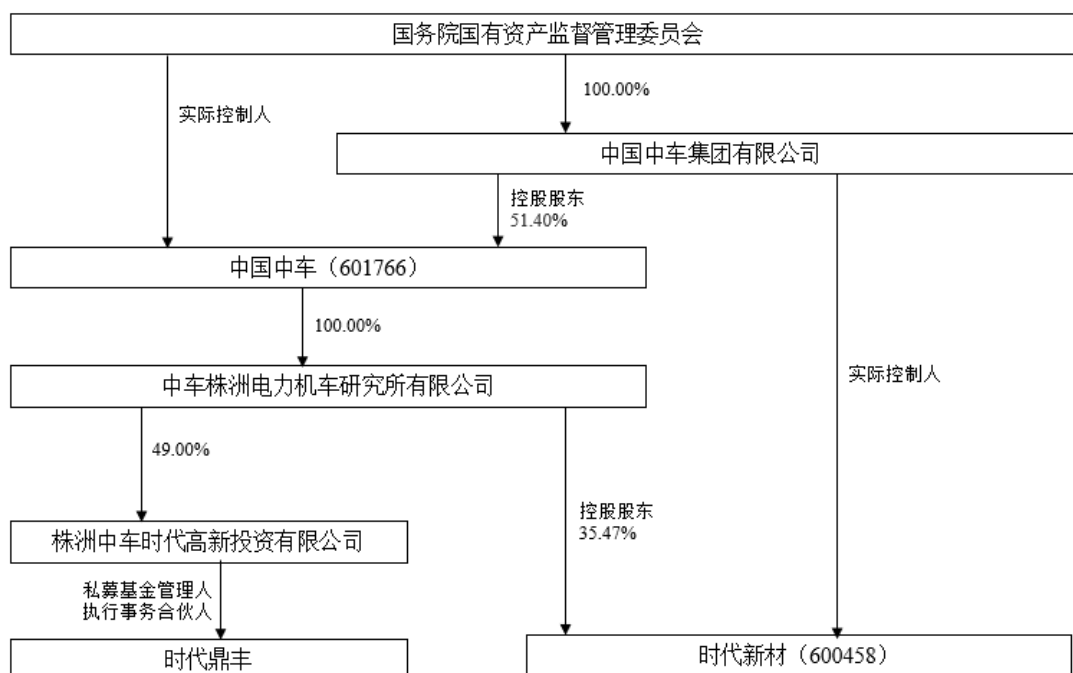 国务院国有资产监督管理委员会
100.00%
实际控制人
中国中车集团有限公司
控股股东
51.40%
中国中车（601766）
100.00%
中车株洲电力机车研究所有限公司
实际控制人
49.00%
控股股东
35.47%
株洲中车时代高新投资有限公司
私募基金管理人
执行事务合伙人
时代鼎丰
时代新材（600458）